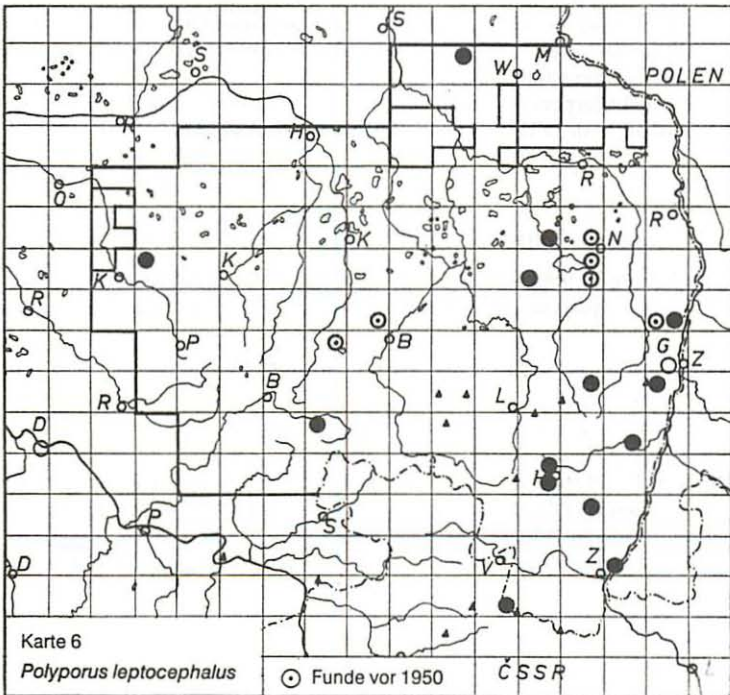 S
S
M
W
POLEN
K
H
O
R
R
K
N
K
K
R
P
B
G
Z
B
L
R
D
H
P
S
V
G
Z
D
Karte 6
Polyporus leptocephalus
Funde vor 1950
ČSSR